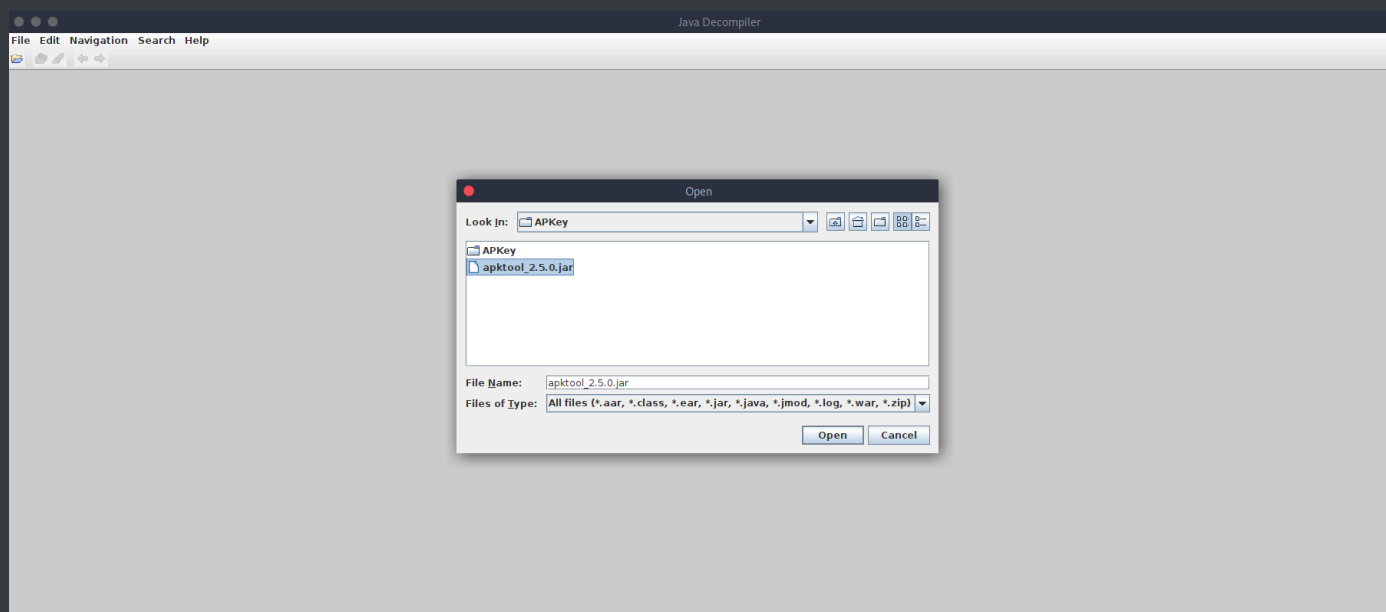 Java Decompiler
File Edit Navigation Search Help
Open
Look In: APKey
APKey
apktool_2.5.0.jar
File Name: apktool_2.5.0.jar
Files of Type: All files (*.aar, *.class, *.ear, *.jar, *.java, *.jmod, *.log, *.war, *.zip)
Open Cancel